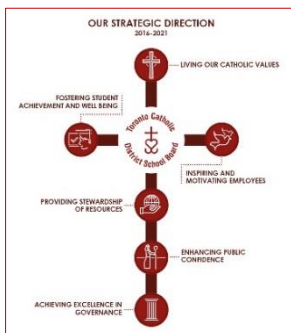 OUR STRATEGIC DIRECTION
2016-2021
LIVING OUR CATHOLIC VALUES
FOSTERING STUDENT
ACHIEVEMENT AND WELL BEING
Toronto Catholic
District School Board
INSPIRING AND
MOTIVATING EMPLOYEES
PROVIDING STEWARDSHIP
OF RESOURCES
ENHANCING PUBLIC
CONFIDENCE
ACHIEVING EXCELLENCE IN
GOVERNANCE